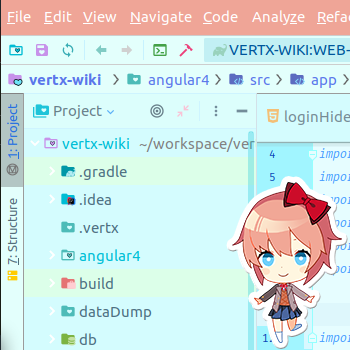 File Edit View Navigate Code Analyze Refac
VERTX-WIKI:WEB-
vertx-wiki angular4 src app
Project
loginHide
1: Project
7: Structure
vertx-wiki ~/workspace/ver
.gradle
.idea
.vertx
angular4
build
dataDump
db
4 impo
5 impo
impo
impo
impo
1. impo